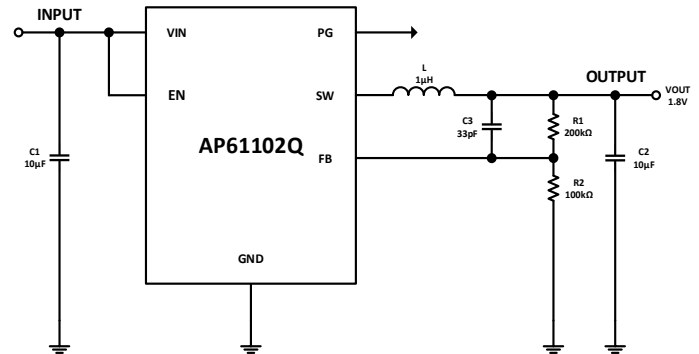 INPUT
VIN
PG
EN
SW
L
1µH
OUTPUT
VOUT
1.8V
C1
10µF
AP61102Q
FB
C3
33pF
R1
200kΩ
R2
100kΩ
C2
10µF
GND